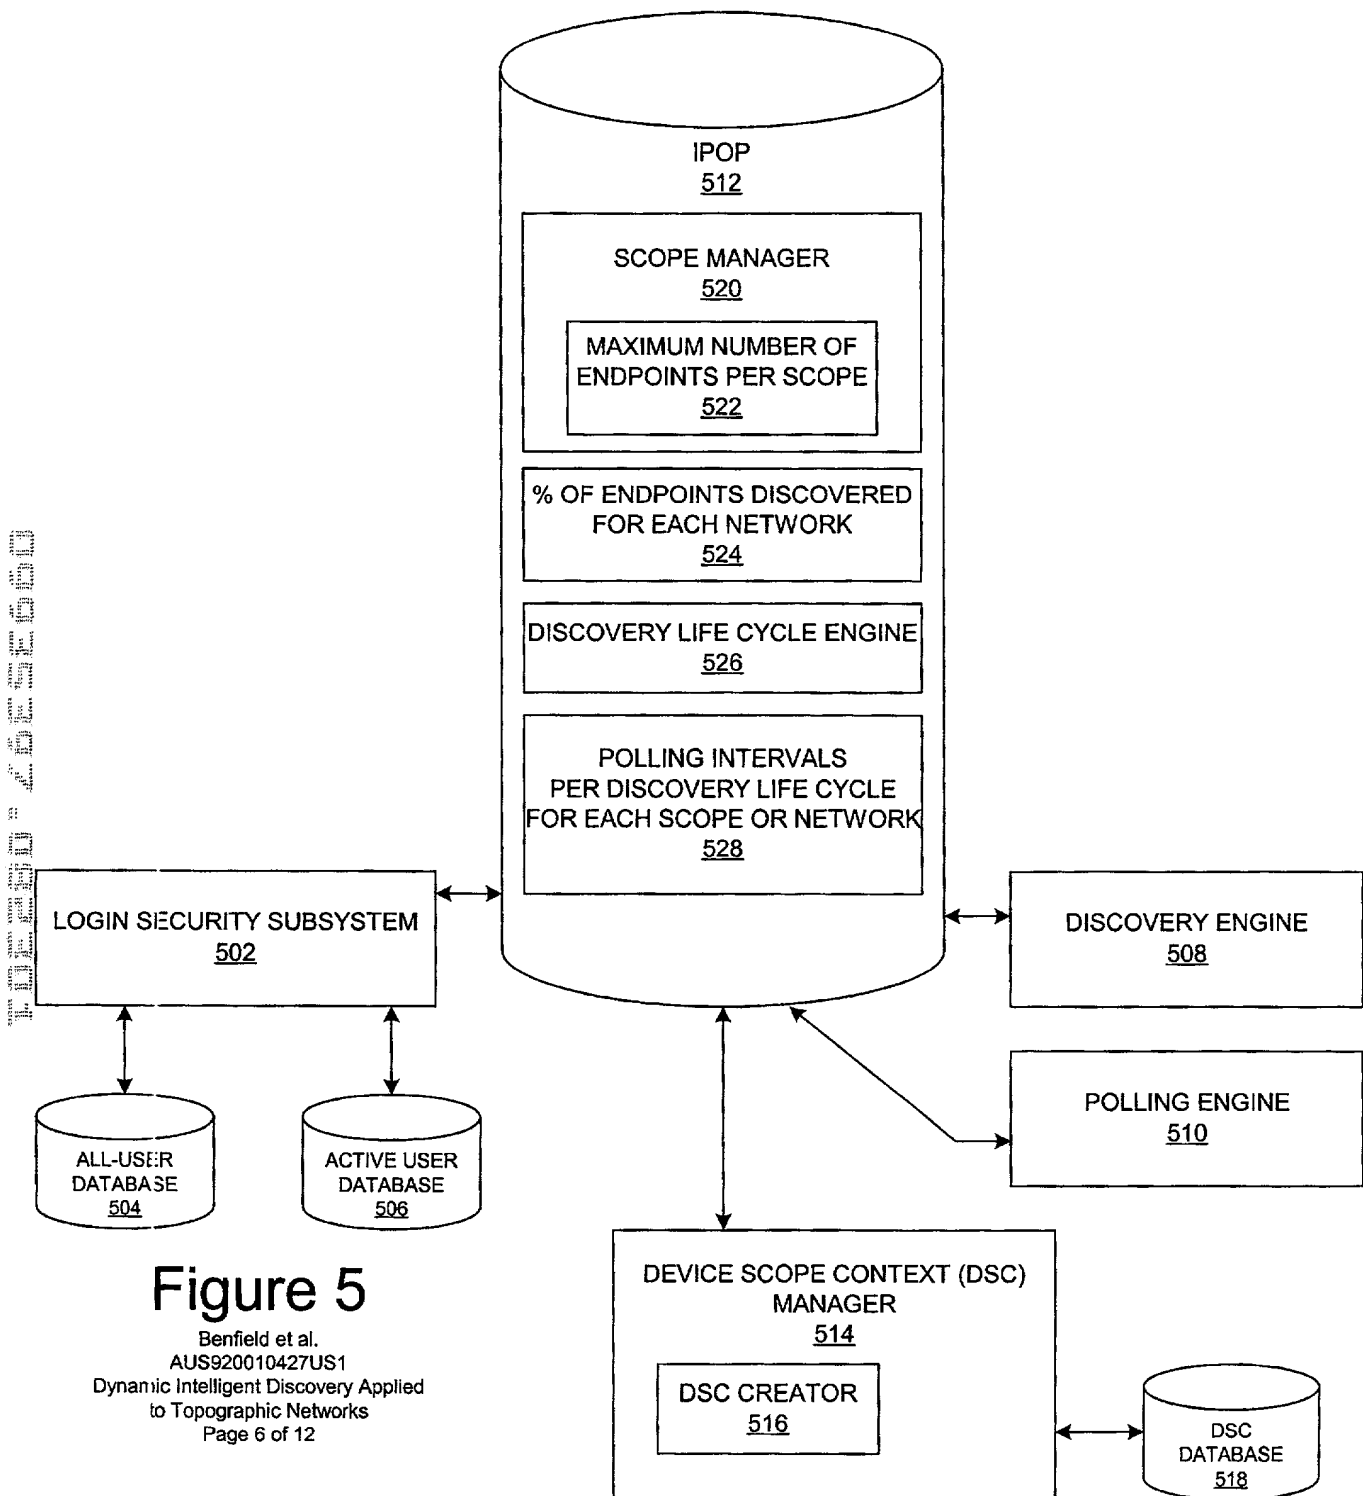 IPOP
512
SCOPE MANAGER
520
MAXIMUM NUMBER OF
ENDPOINTS PER SCOPE
522
% OF ENDPOINTS DISCOVERED
FOR EACH NETWORK
524
DISCOVERY LIFE CYCLE ENGINE
526
POLLING INTERVALS
PER DISCOVERY LIFE CYCLE
FOR EACH SCOPE OR NETWORK
528
LOGIN SECURITY SUBSYSTEM
502
DISCOVERY ENGINE
508
POLLING ENGINE
510
ALL-USER
DATABASE
504
ACTIVE USER
DATABASE
506
DEVICE SCOPE CONTEXT (DSC)
MANAGER
514
DSC CREATOR
516
DSC
DATABASE
518
Figure 5
Benfield et al.
AUS920010427US1
Dynamic Intelligent Discovery Applied
to Topographic Networks
Page 6 of 12